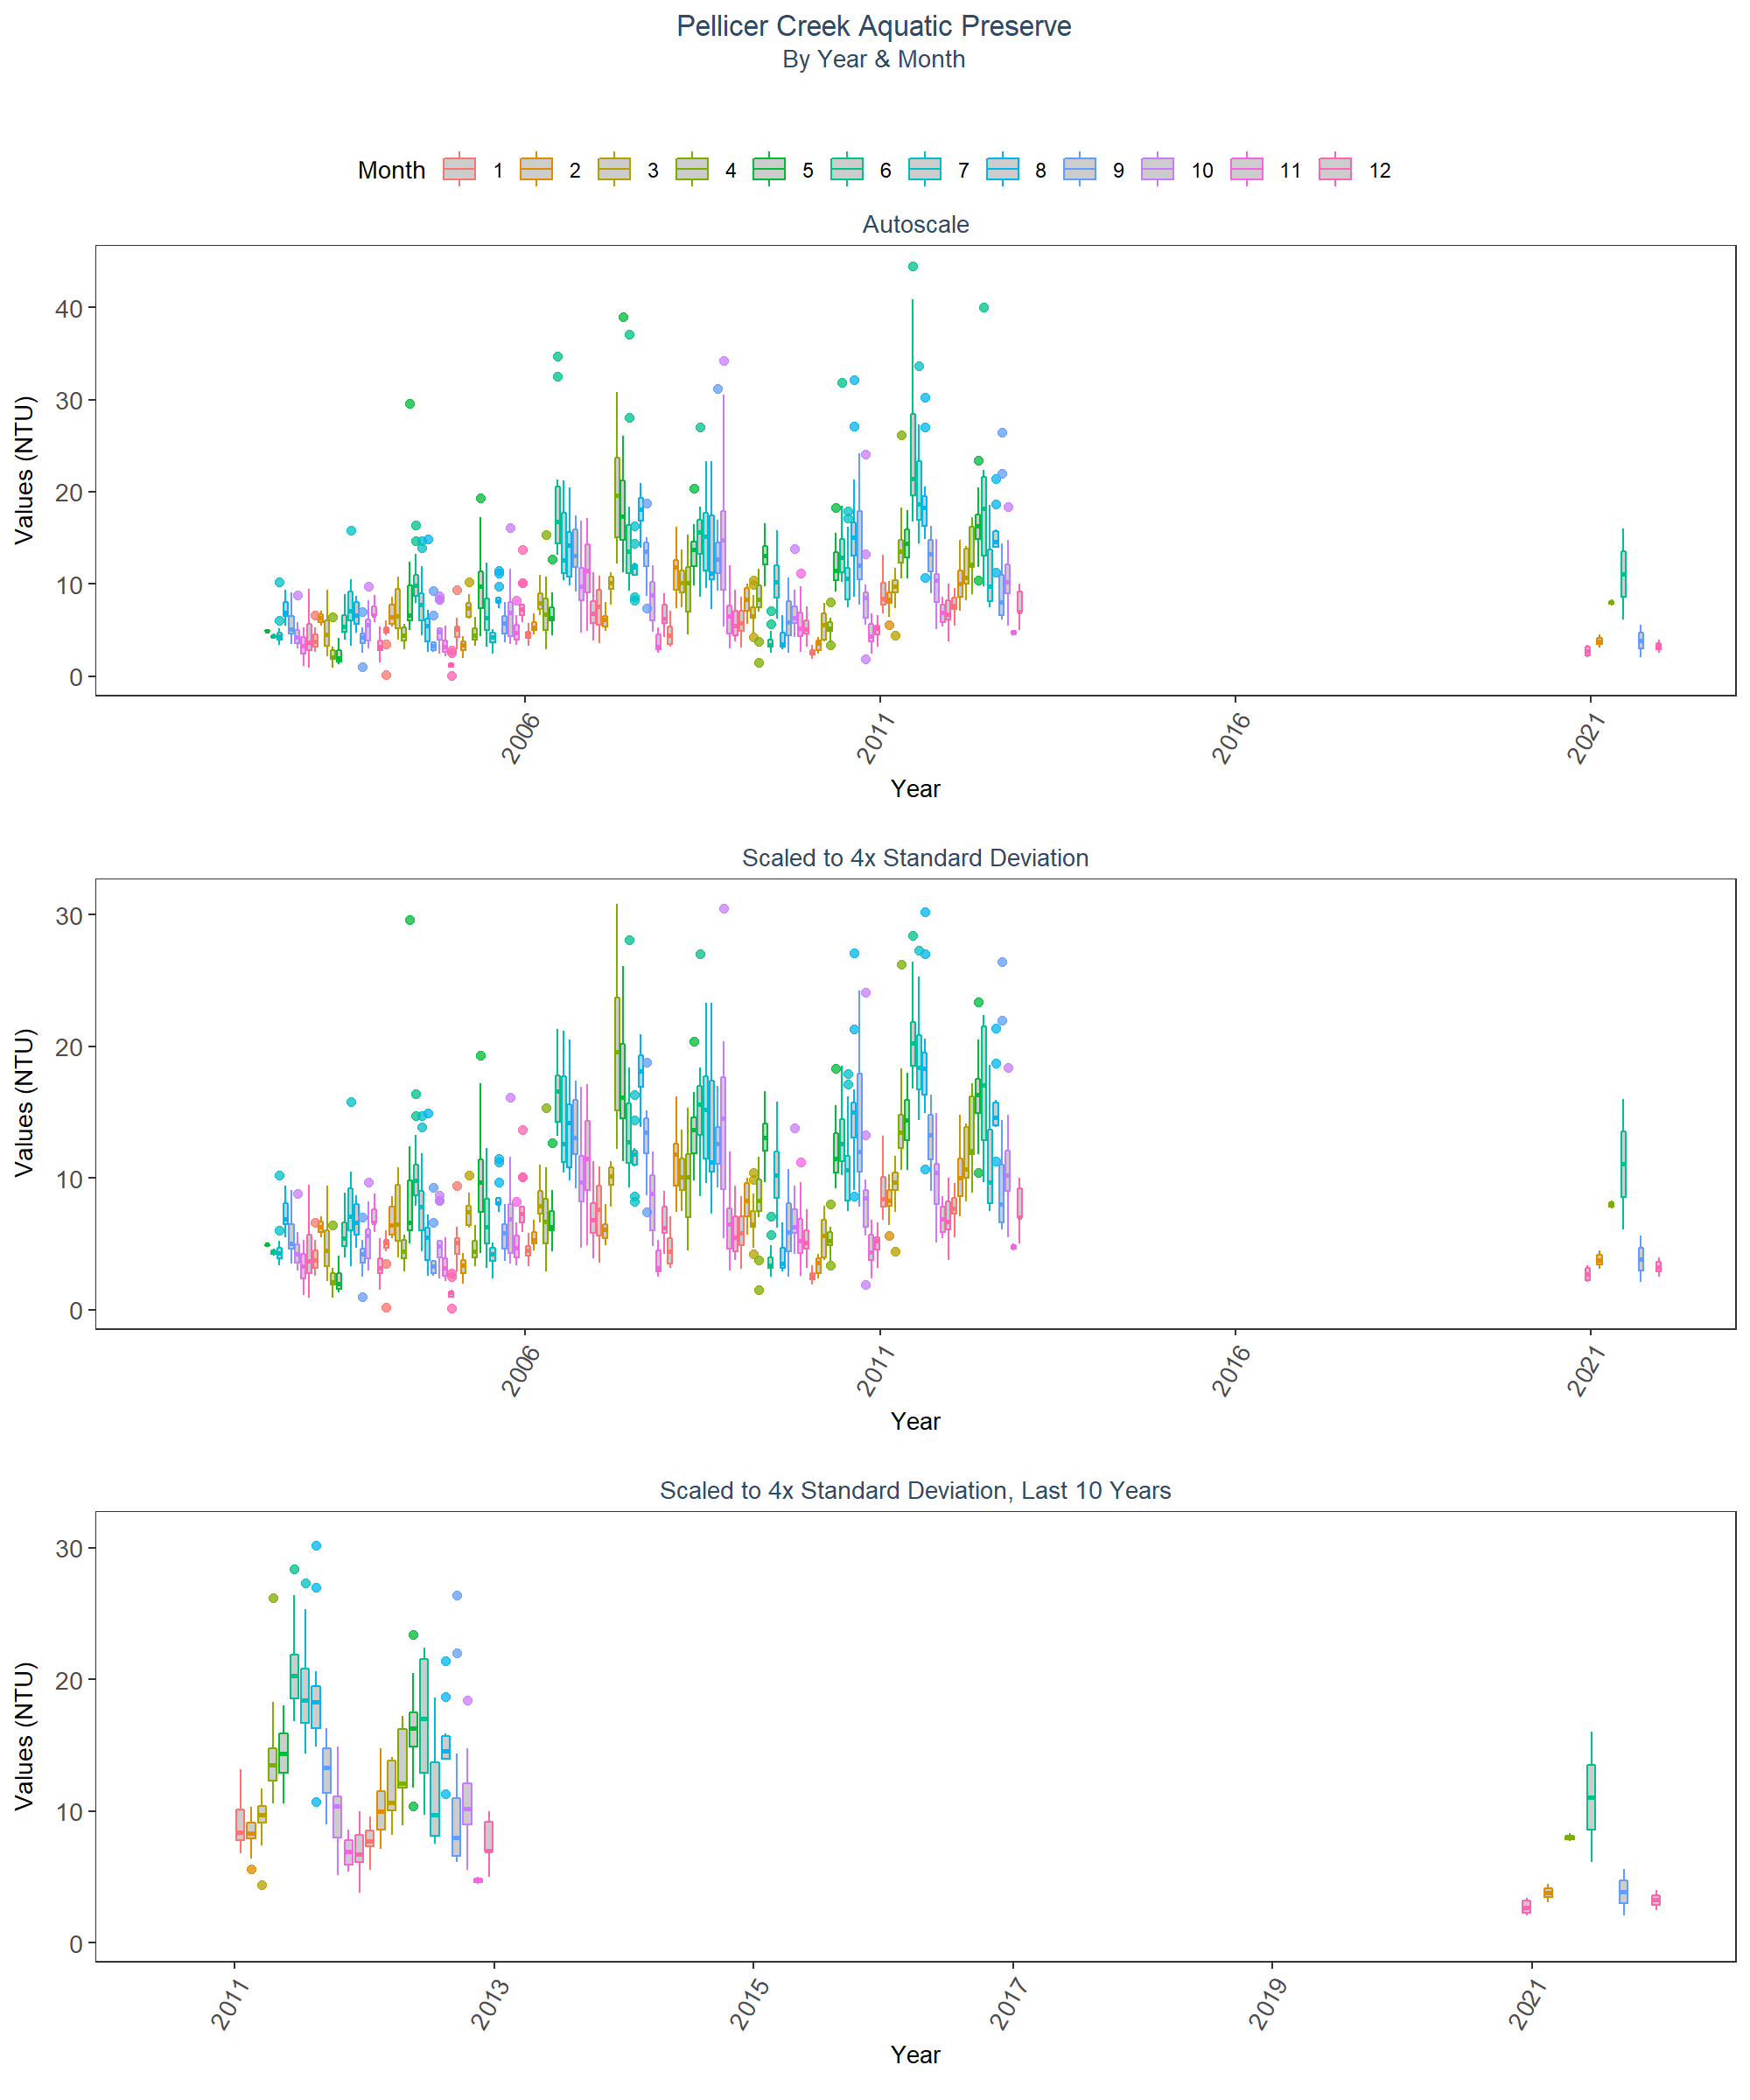 Pellicer Creek Aquatic Preserve
By Year & Month
Month 1 2 3 4 5 6 7 8 9 10 11 12
Autoscale
Values (NTU)
40
30
20
10
0
2006 2011 2016 2021
Year
Scaled to 4x Standard Deviation
Values (NTU)
30
20
10
0
2006 2011 2016 2021
Year
Scaled to 4x Standard Deviation, Last 10 Years
Values (NTU)
30
20
10
0
2011 2013 2015 2017 2019 2021
Year